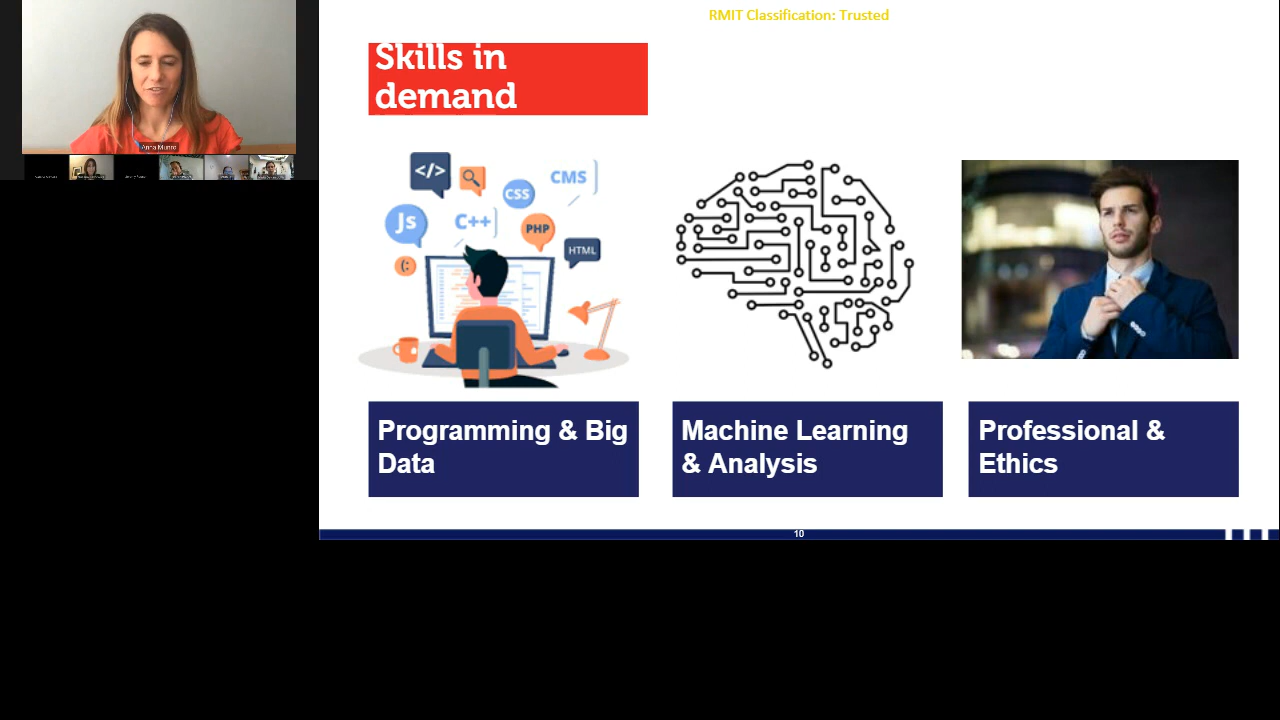 RMIT Classification: Trusted
Skills in
demand
Anna Munro
</>
CSS
CMS
Js
C++
PHP
HTML
(:
Programming & Big
Data
Machine Learning
& Analysis
Professional &
Ethics
10